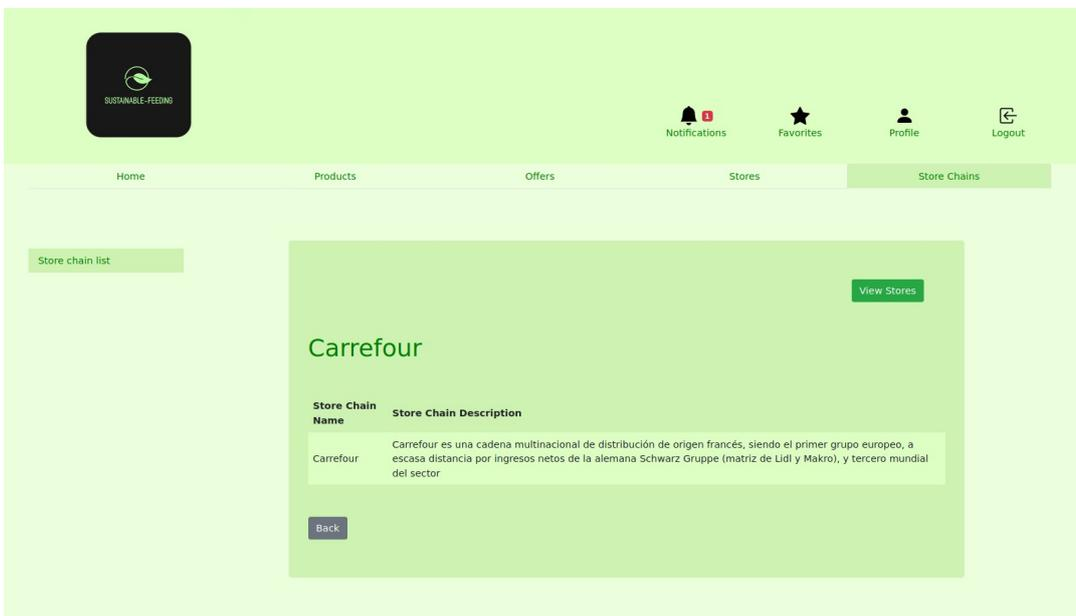 SUSTAINABLE-FEEDING
1
Notifications
Favorites
Profile
Logout
Home
Products
Offers
Stores
Store Chains
Store chain list
View Stores
Carrefour
Store Chain
Name
Store Chain Description
Carrefour
Carrefour es una cadena multinacional de distribución de origen francés, siendo el primer grupo europeo, a
escasa distancia por ingresos netos de la alemana Schwarz Gruppe (matriz de Lidl y Makro), y tercero mundial
del sector
Back